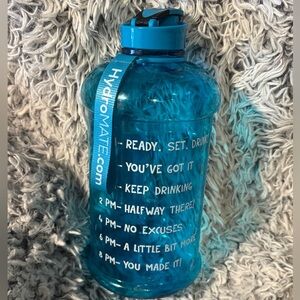 HydroMATE.com
- READY, SET, DRINK
- YOU'VE GOT IT
- KEEP DRINKING
2 PM- HALFWAY THERE!
4 PM- NO EXCUSES
6 PM- A LITTLE BIT MORE
8 PM- YOU MADE IT!